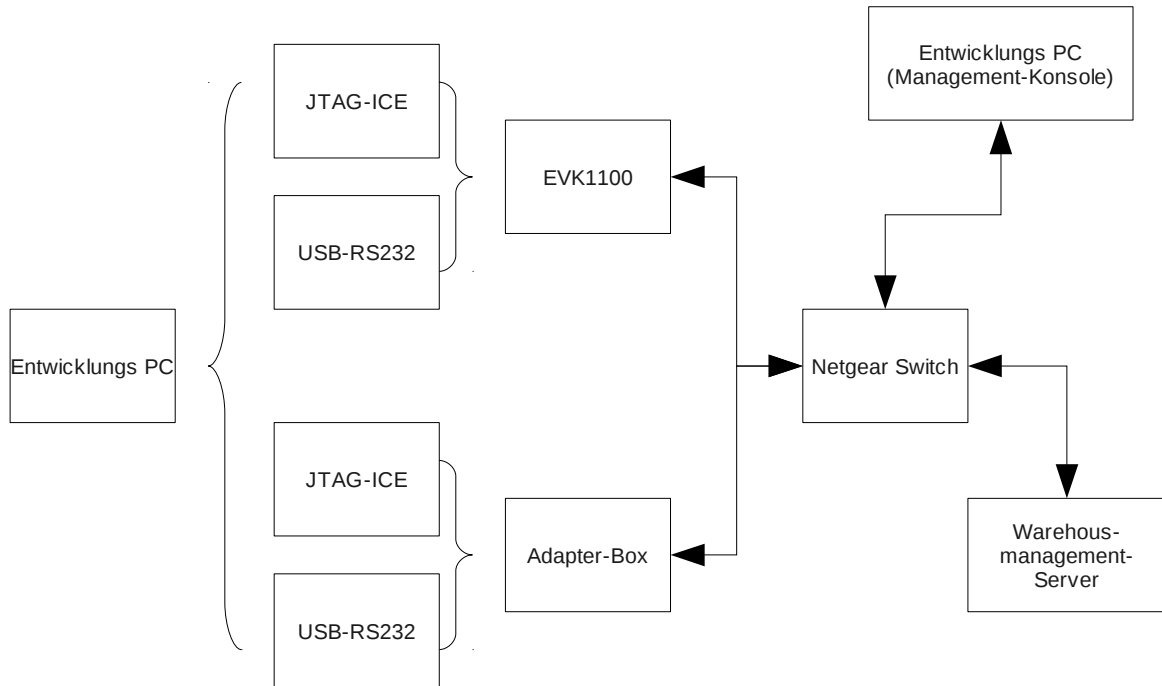 Entwicklungs PC
(Management-Konsole)
JTAG-ICE
EVK1100
USB-RS232
Entwicklungs PC
Netgear Switch
JTAG-ICE
Adapter-Box
USB-RS232
Warehous-
management-
Server